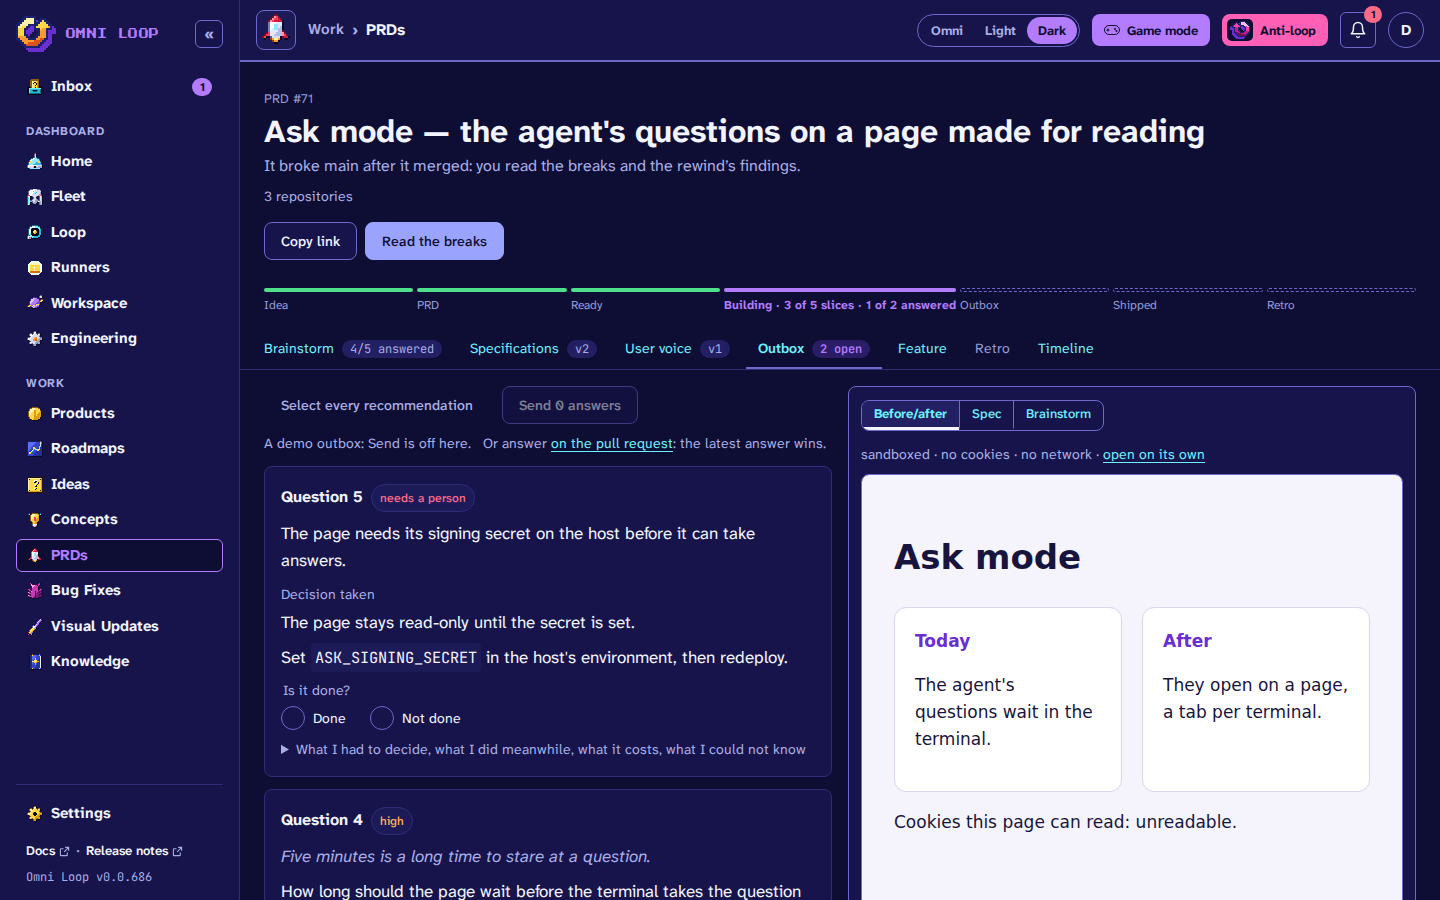 OMNI LOOP
«
Inbox
1
DASHBOARD
Home
Fleet
Loop
Runners
Workspace
Engineering
WORK
Products
Roadmaps
Ideas
Concepts
PRDs
Bug Fixes
Visual Updates
Knowledge
Settings
Docs · Release notes
Omni Loop v0.0.686
Work › PRDs
Omni Light Dark
Game mode
Anti-loop
1
D
PRD #71
Ask mode — the agent's questions on a page made for reading
It broke main after it merged: you read the breaks and the rewind's findings.
3 repositories
Copy link
Read the breaks
Idea
PRD
Ready
Building · 3 of 5 slices · 1 of 2 answered
Outbox
Shipped
Retro
Brainstorm 4/5 answered
Specifications v2
User voice v1
Outbox 2 open
Feature
Retro
Timeline
Select every recommendation
Send 0 answers
A demo outbox: Send is off here. Or answer on the pull request: the latest answer wins.
Question 5 needs a person
The page needs its signing secret on the host before it can take
answers.
Decision taken
The page stays read-only until the secret is set.
Set ASK_SIGNING_SECRET in the host's environment, then redeploy.
Is it done?
Done Not done
What I had to decide, what I did meanwhile, what it costs, what I could not know
Question 4 high
Five minutes is a long time to stare at a question.
How long should the page wait before the terminal takes the question
Before/after Spec Brainstorm
sandboxed · no cookies · no network · open on its own
Ask mode
Today
The agent's
questions wait in the
terminal.
After
They open on a page,
a tab per terminal.
Cookies this page can read: unreadable.